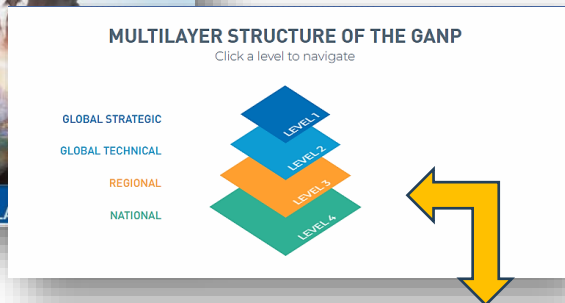 MULTILAYER STRUCTURE OF THE GANP
Click a level to navigate
GLOBAL STRATEGIC
LEVEL 1
GLOBAL TECHNICAL
LEVEL 2
REGIONAL
LEVEL 3
NATIONAL
LEVEL 4